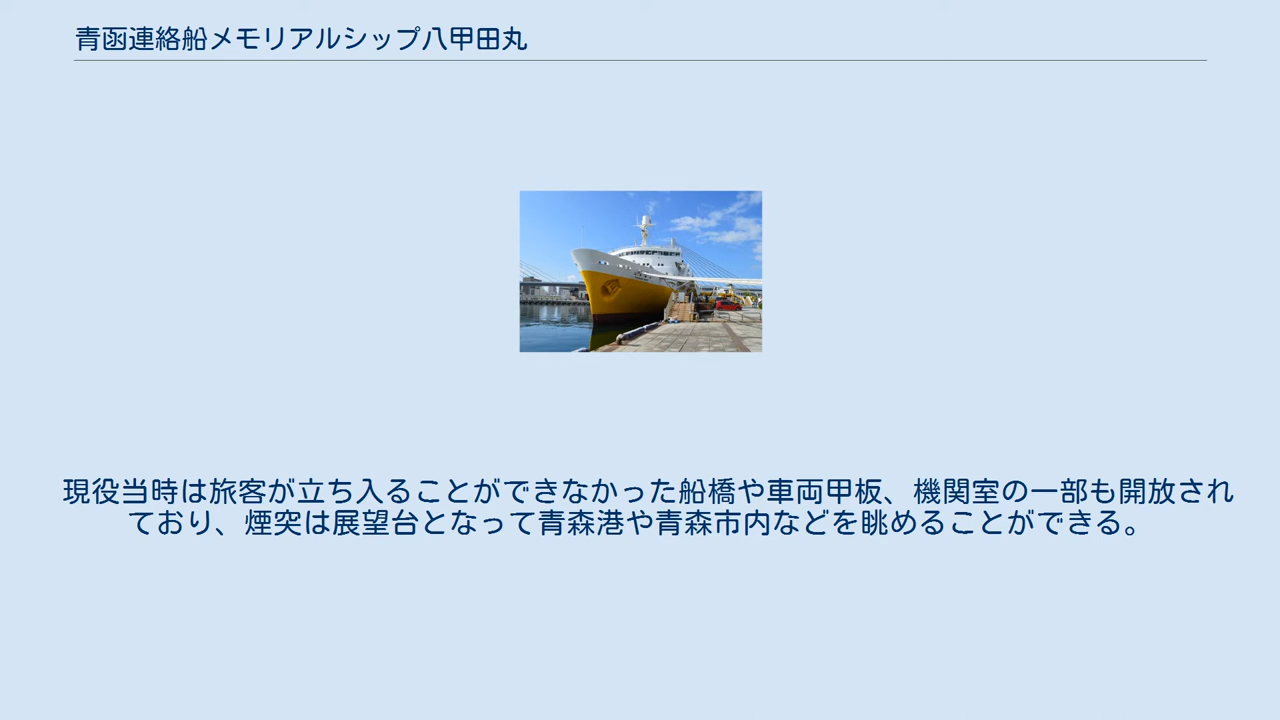 青函連絡船メモリアルシップ八甲田丸
現役当時は旅客が立ち入ることができなかった船橋や車両甲板、機関室の一部も開放され
ており、煙突は展望台となって青森港や青森市内などを眺めることができる。